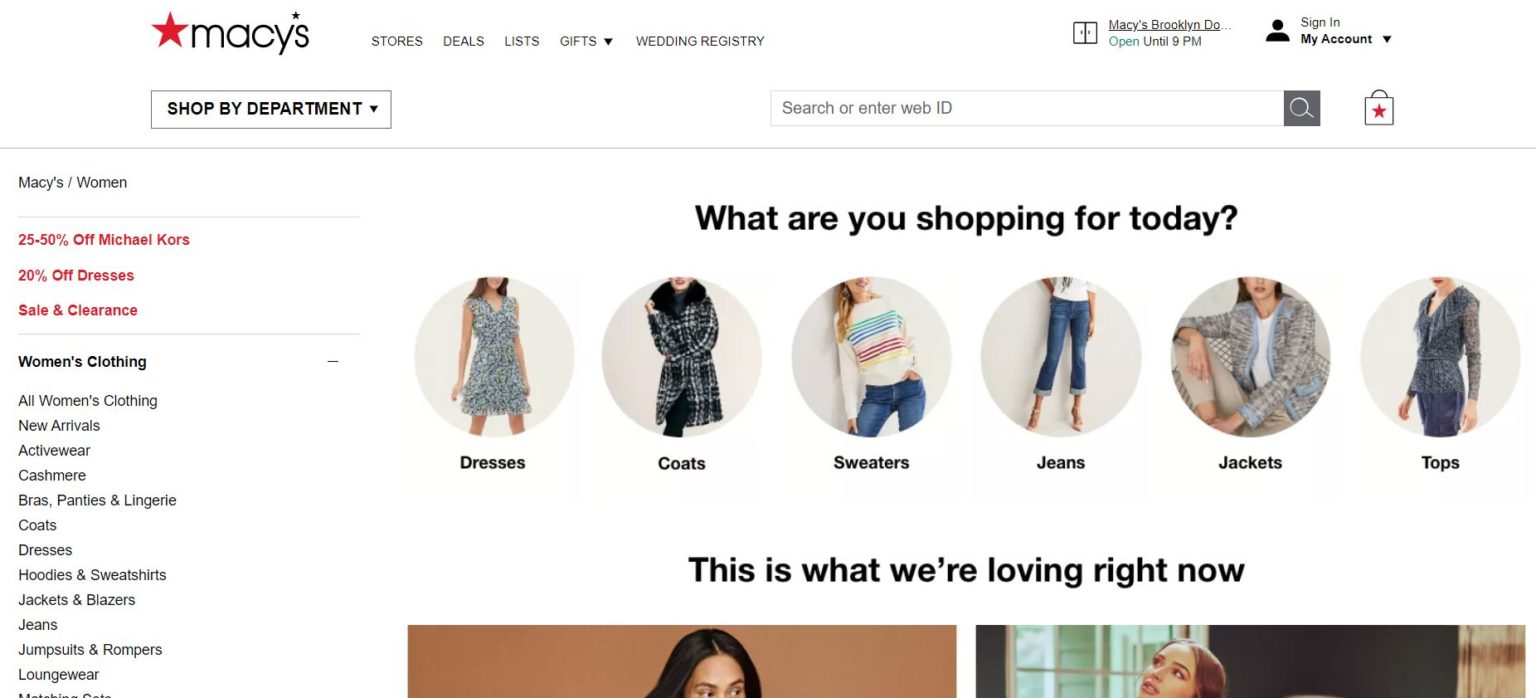 macy's
STORES DEALS LISTS GIFTS WEDDING REGISTRY
Macy's Brooklyn Do...
Open Until 9 PM
Sign In
My Account
SHOP BY DEPARTMENT
Search or enter web ID
Macy's / Women
25-50% Off Michael Kors
20% Off Dresses
Sale & Clearance
Women's Clothing
All Women's Clothing
New Arrivals
Activewear
Cashmere
Bras, Panties & Lingerie
Coats
Dresses
Hoodies & Sweatshirts
Jackets & Blazers
Jeans
Jumpsuits & Rompers
Loungewear
Matching Sets
What are you shopping for today?
Dresses Coats Sweaters Jeans Jackets Tops
This is what we’re loving right now